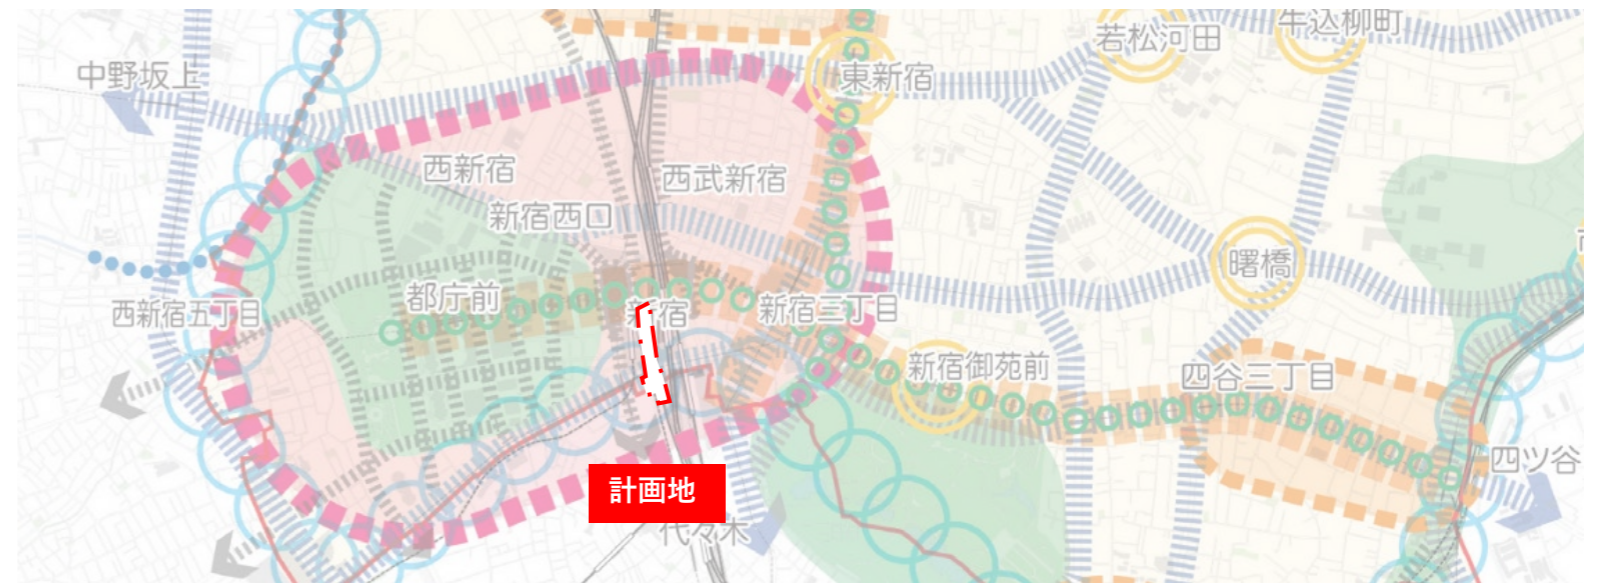 牛込柳町
若松河田
中野坂上
東新宿
西新宿
西武新宿
新宿西口
曙橋
都庁前
新宿
新宿三丁目
西新宿五丁目
新宿御苑前
四谷三丁目
四ツ谷
計画地
代々木